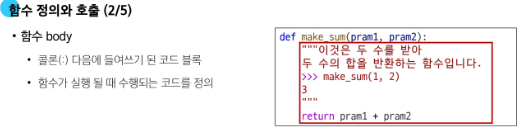 함수 정의와 호출 (2/5)
• 함수 body
• 콜론(:) 다음에 들여쓰기 된 코드 블록
• 함수가 실행 될 때 수행되는 코드를 정의
def make_sum(pram1, pram2):
"""이것은 두 수를 받아
두 수의 합을 반환하는 함수입니다.
>>> make_sum(1, 2)
3
"""
return pram1 + pram2